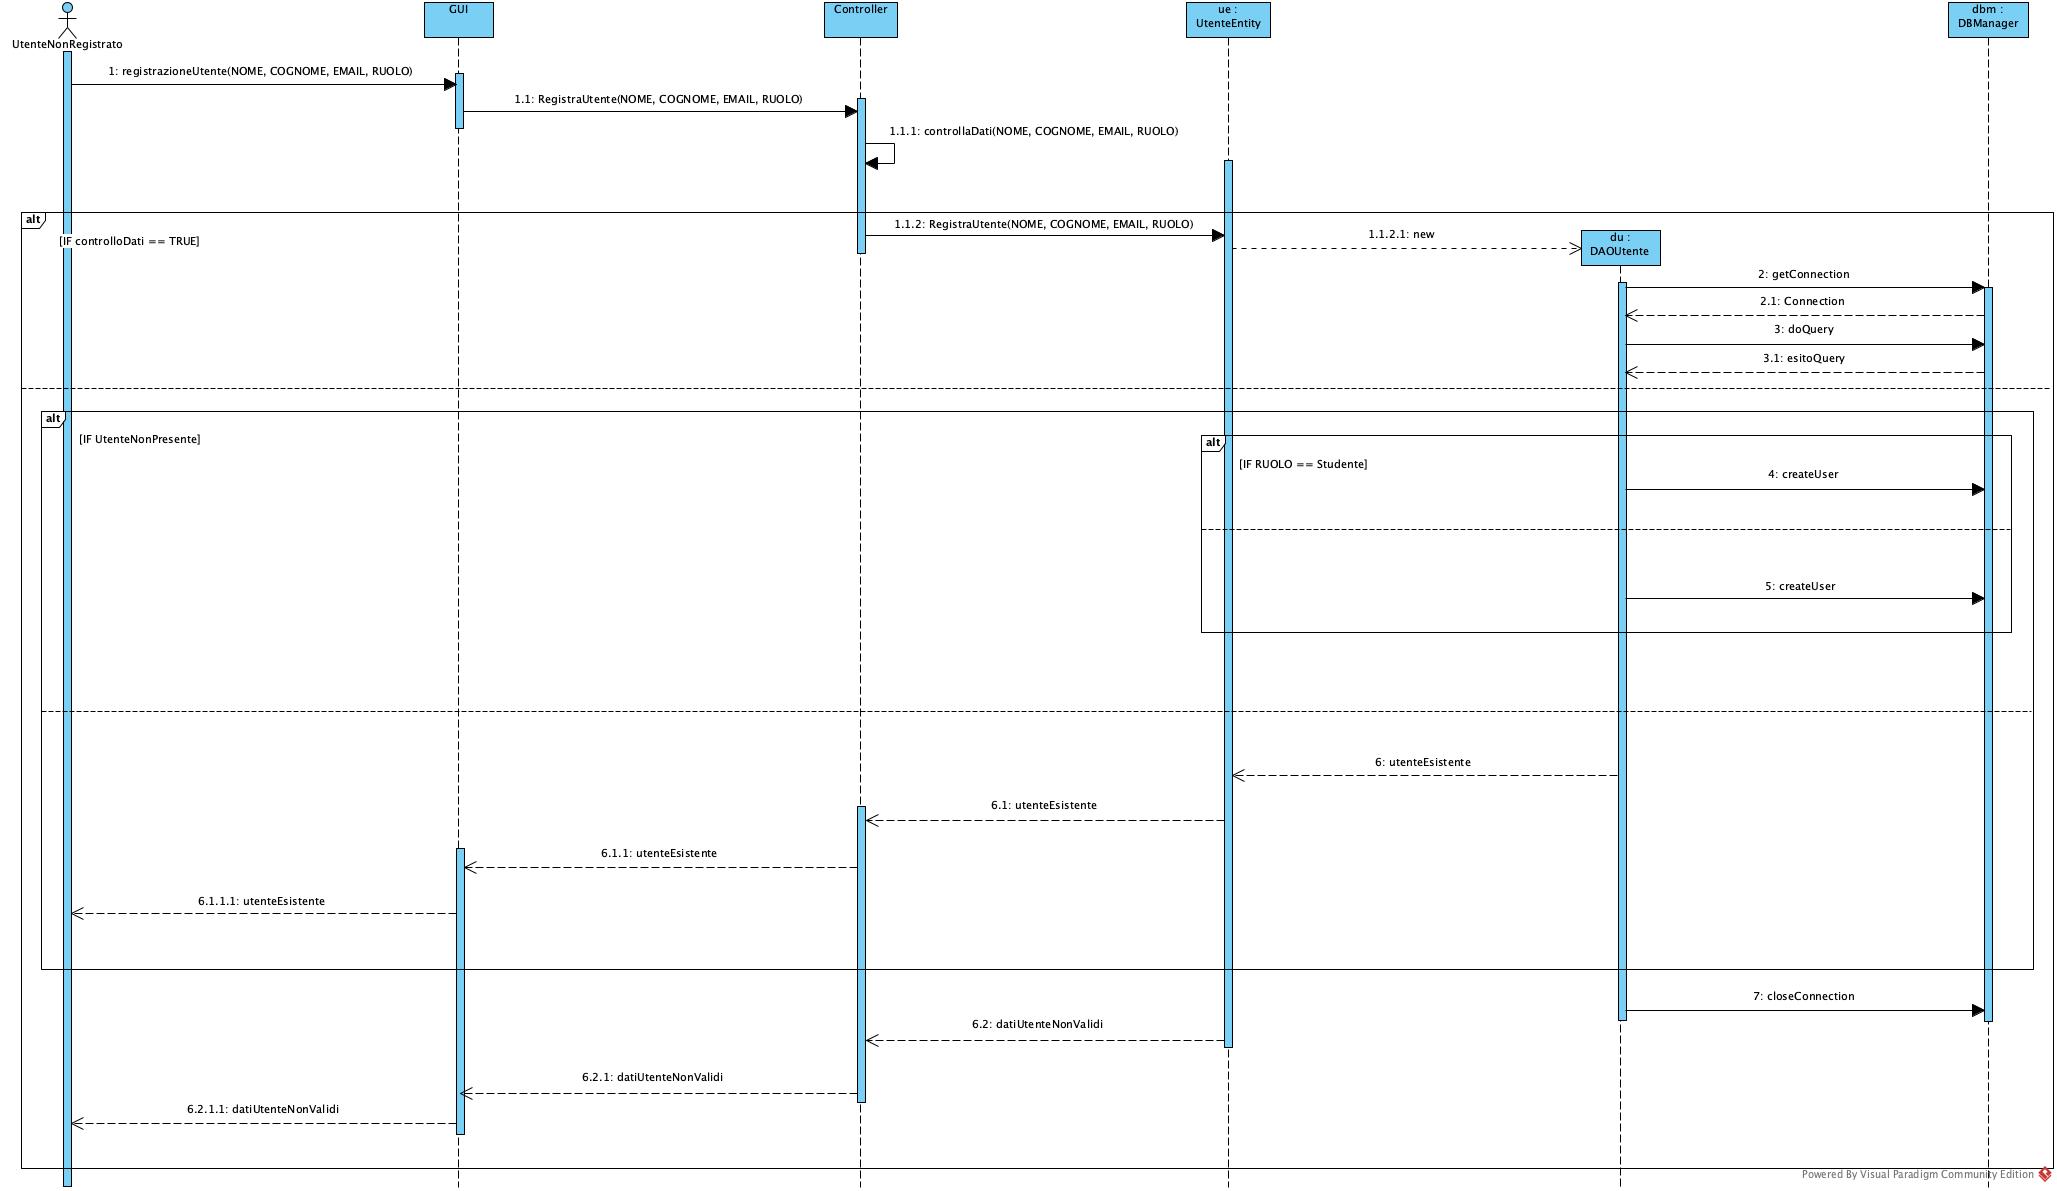 UtenteNonRegistrato
GUI
Controller
ue :
UtenteEntity
dbm :
DBManager
1: registrazioneUtente(NOME, COGNOME, EMAIL, RUOLO)
1.1: RegistraUtente(NOME, COGNOME, EMAIL, RUOLO)
1.1.1: controllaDati(NOME, COGNOME, EMAIL, RUOLO)
alt
[IF controlloDati == TRUE]
1.1.2: RegistraUtente(NOME, COGNOME, EMAIL, RUOLO)
1.1.2.1: new
du :
DAOUtente
2: getConnection
2.1: Connection
3: doQuery
3.1: esitoQuery
alt
[IF UtenteNonPresente]
alt
[IF RUOLO == Studente]
4: createUser
5: createUser
6: utenteEsistente
6.1: utenteEsistente
6.1.1: utenteEsistente
6.1.1.1: utenteEsistente
7: closeConnection
6.2: datiUtenteNonValidi
6.2.1: datiUtenteNonValidi
6.2.1.1: datiUtenteNonValidi
Powered By Visual Paradigm Community Edition